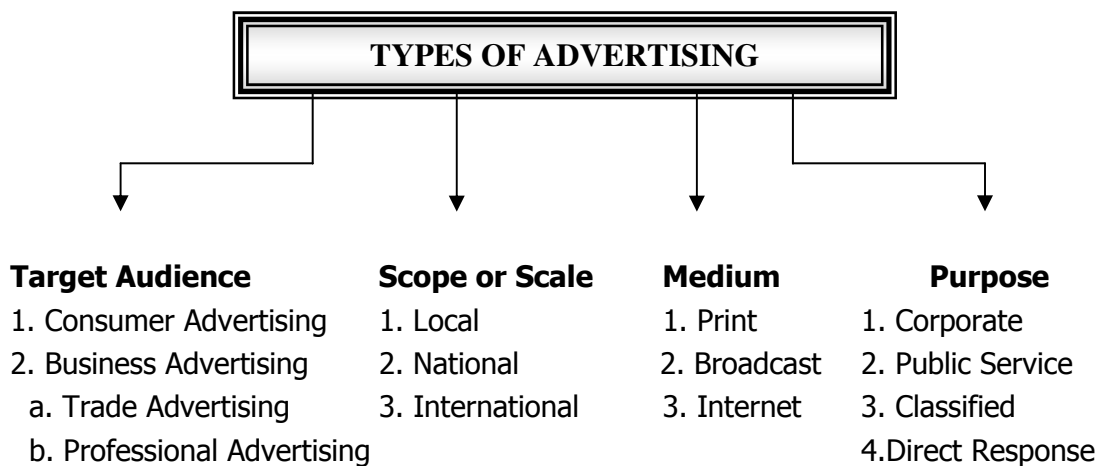 TYPES OF ADVERTISING
Target Audience
1. Consumer Advertising
2. Business Advertising
a. Trade Advertising
b. Professional Advertising
Scope or Scale
1. Local
2. National
3. International
Medium
1. Print
2. Broadcast
3. Internet
Purpose
1. Corporate
2. Public Service
3. Classified
4.Direct Response